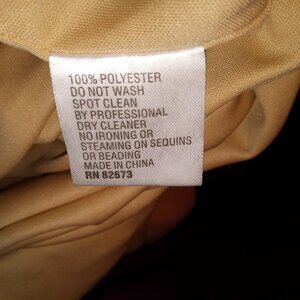 100% POLYESTER
DO NOT WASH
SPOT CLEAN
BY PROFESSIONAL
DRY CLEANER
NO IRONING OR
STEAMING ON SEQUINS
OR BEADING
MADE IN CHINA
RN 82673